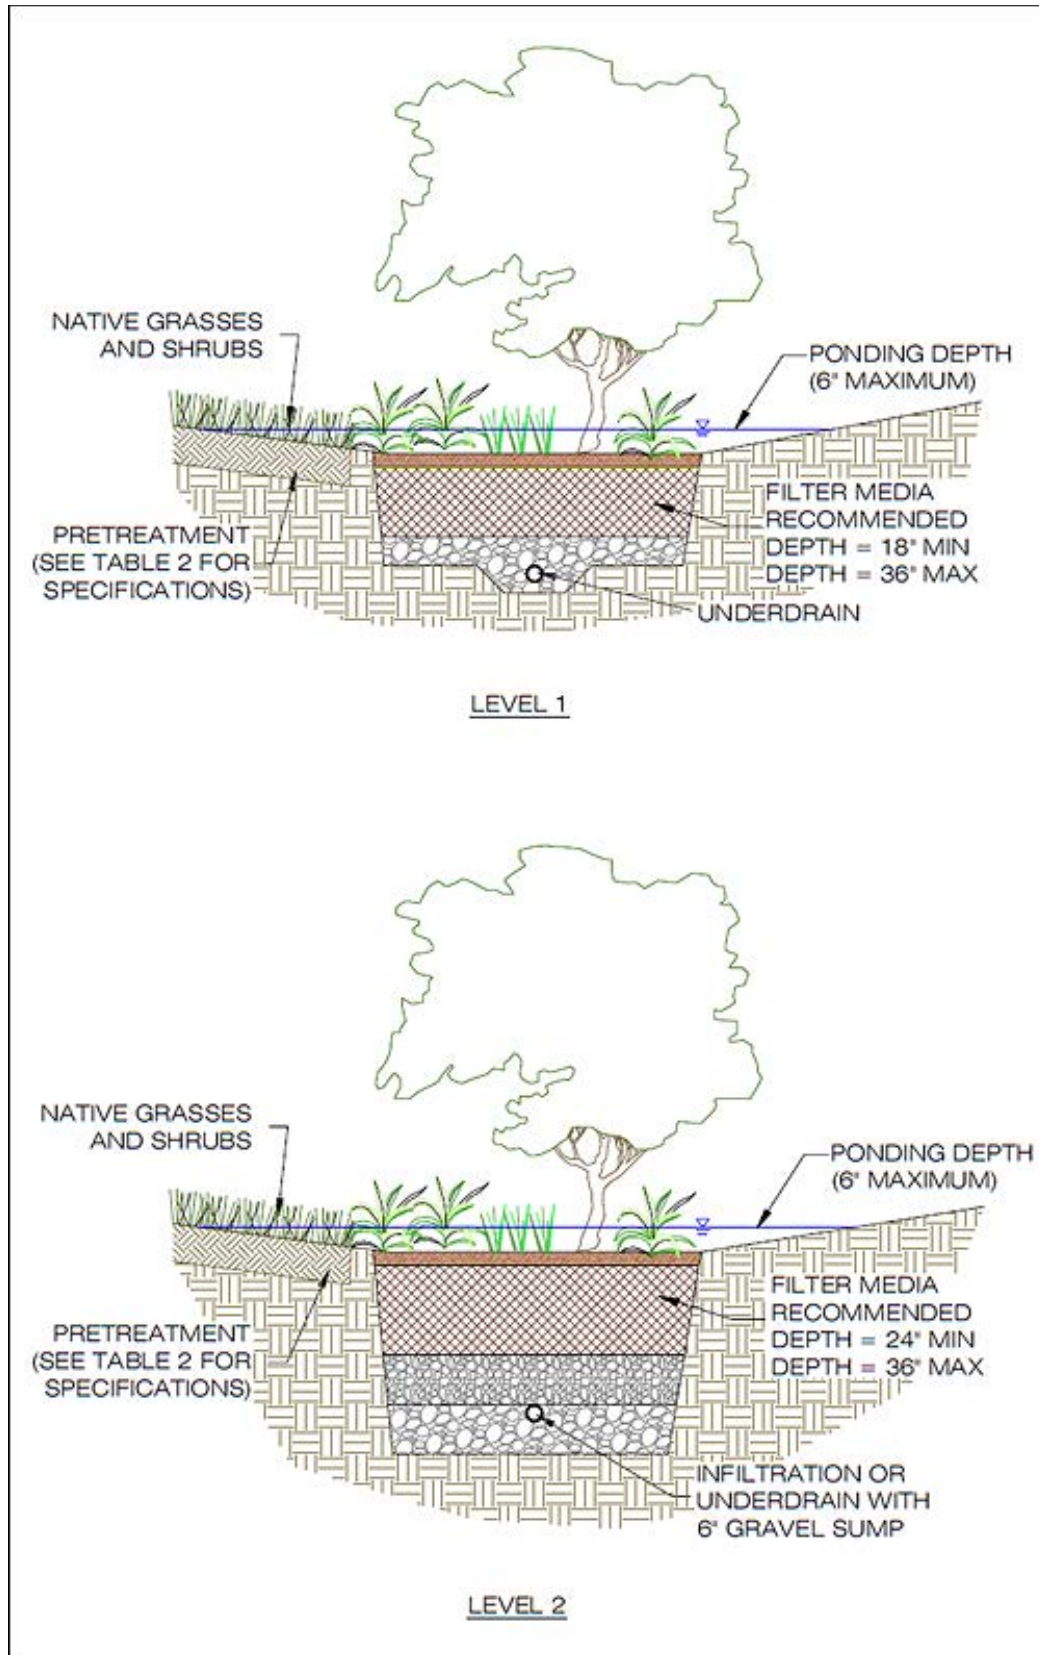 NATIVE GRASSES
AND SHRUBS
PONDING DEPTH
(6" MAXIMUM)
PRETREATMENT
(SEE TABLE 2 FOR
SPECIFICATIONS)
FILTER MEDIA
RECOMMENDED
DEPTH = 18" MIN
DEPTH = 36" MAX
UNDERDRAIN
LEVEL 1
NATIVE GRASSES
AND SHRUBS
PONDING DEPTH
(6" MAXIMUM)
PRETREATMENT
(SEE TABLE 2 FOR
SPECIFICATIONS)
FILTER MEDIA
RECOMMENDED
DEPTH = 24" MIN
DEPTH = 36" MAX
INFILTRATION OR
UNDERDRAIN WITH
6" GRAVEL SUMP
LEVEL 2